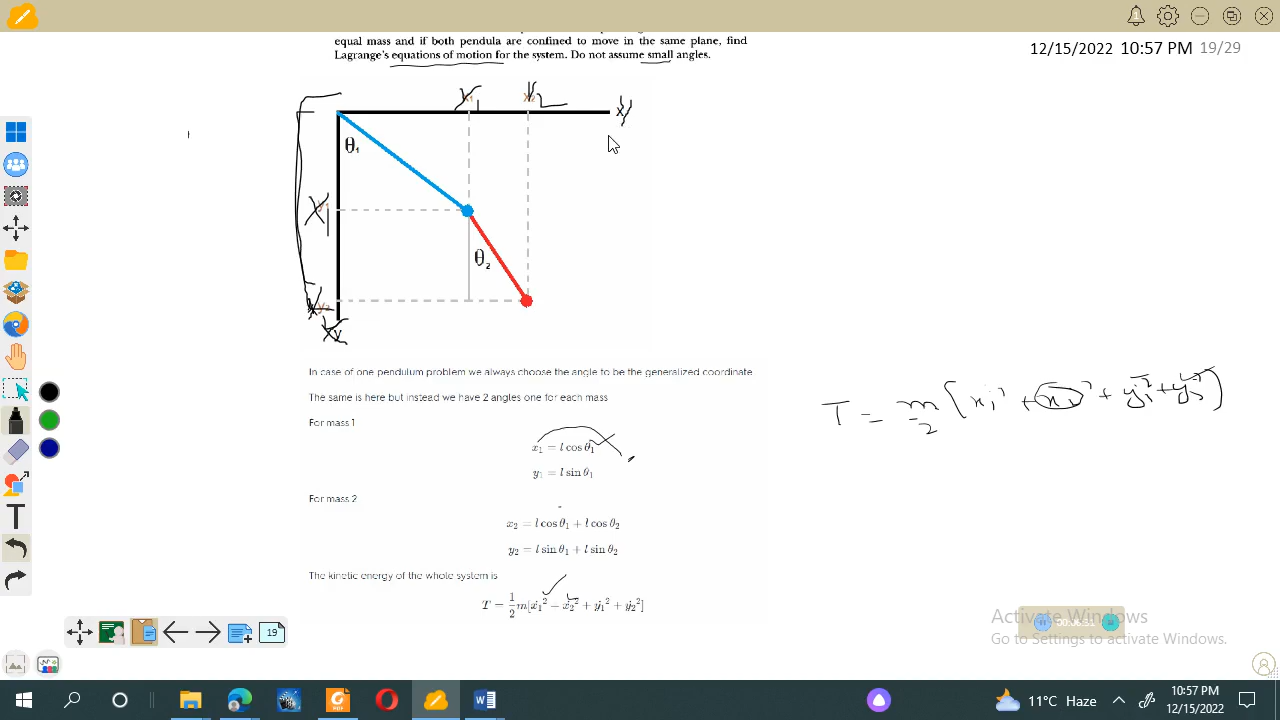 12/15/2022 10:57 PM 19/29
equal mass and if both pendula are confined to move in the same plane, find
Lagrange's equations of motion for the system. Do not assume small angles.
x1 x2
x
θ1
y1
θ2
y2
y
In case of one pendulum problem we always choose the angle to be the generalized coordinate
The same is here but instead we have 2 angles one for each mass
For mass 1
x₁ = l cos θ₁
y₁ = l sin θ₁
For mass 2
x₂ = l cos θ₁ + l cos θ₂
y₂ = l sin θ₁ + l sin θ₂
The kinetic energy of the whole system is
T = 1/2 m[ẋ₁² + ẋ₂² + ẏ₁² + ẏ₂²]
T = m/2
Activate Windows
Go to Settings to activate Windows.
19
T
11°C Haze
10:57 PM
12/15/2022